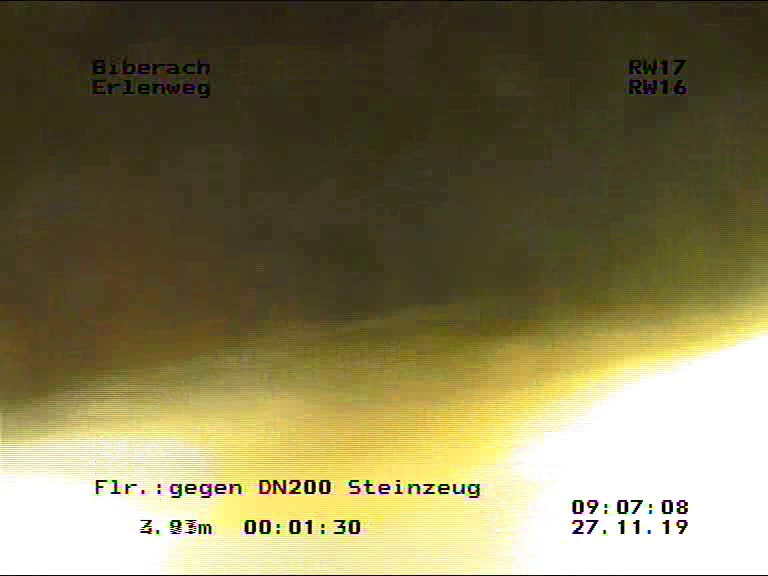 Biberach RW17
Erlenweg RW16
Flr.:gegen DN200 Steinzeug
09:07:08
00:01:30 27.11.19